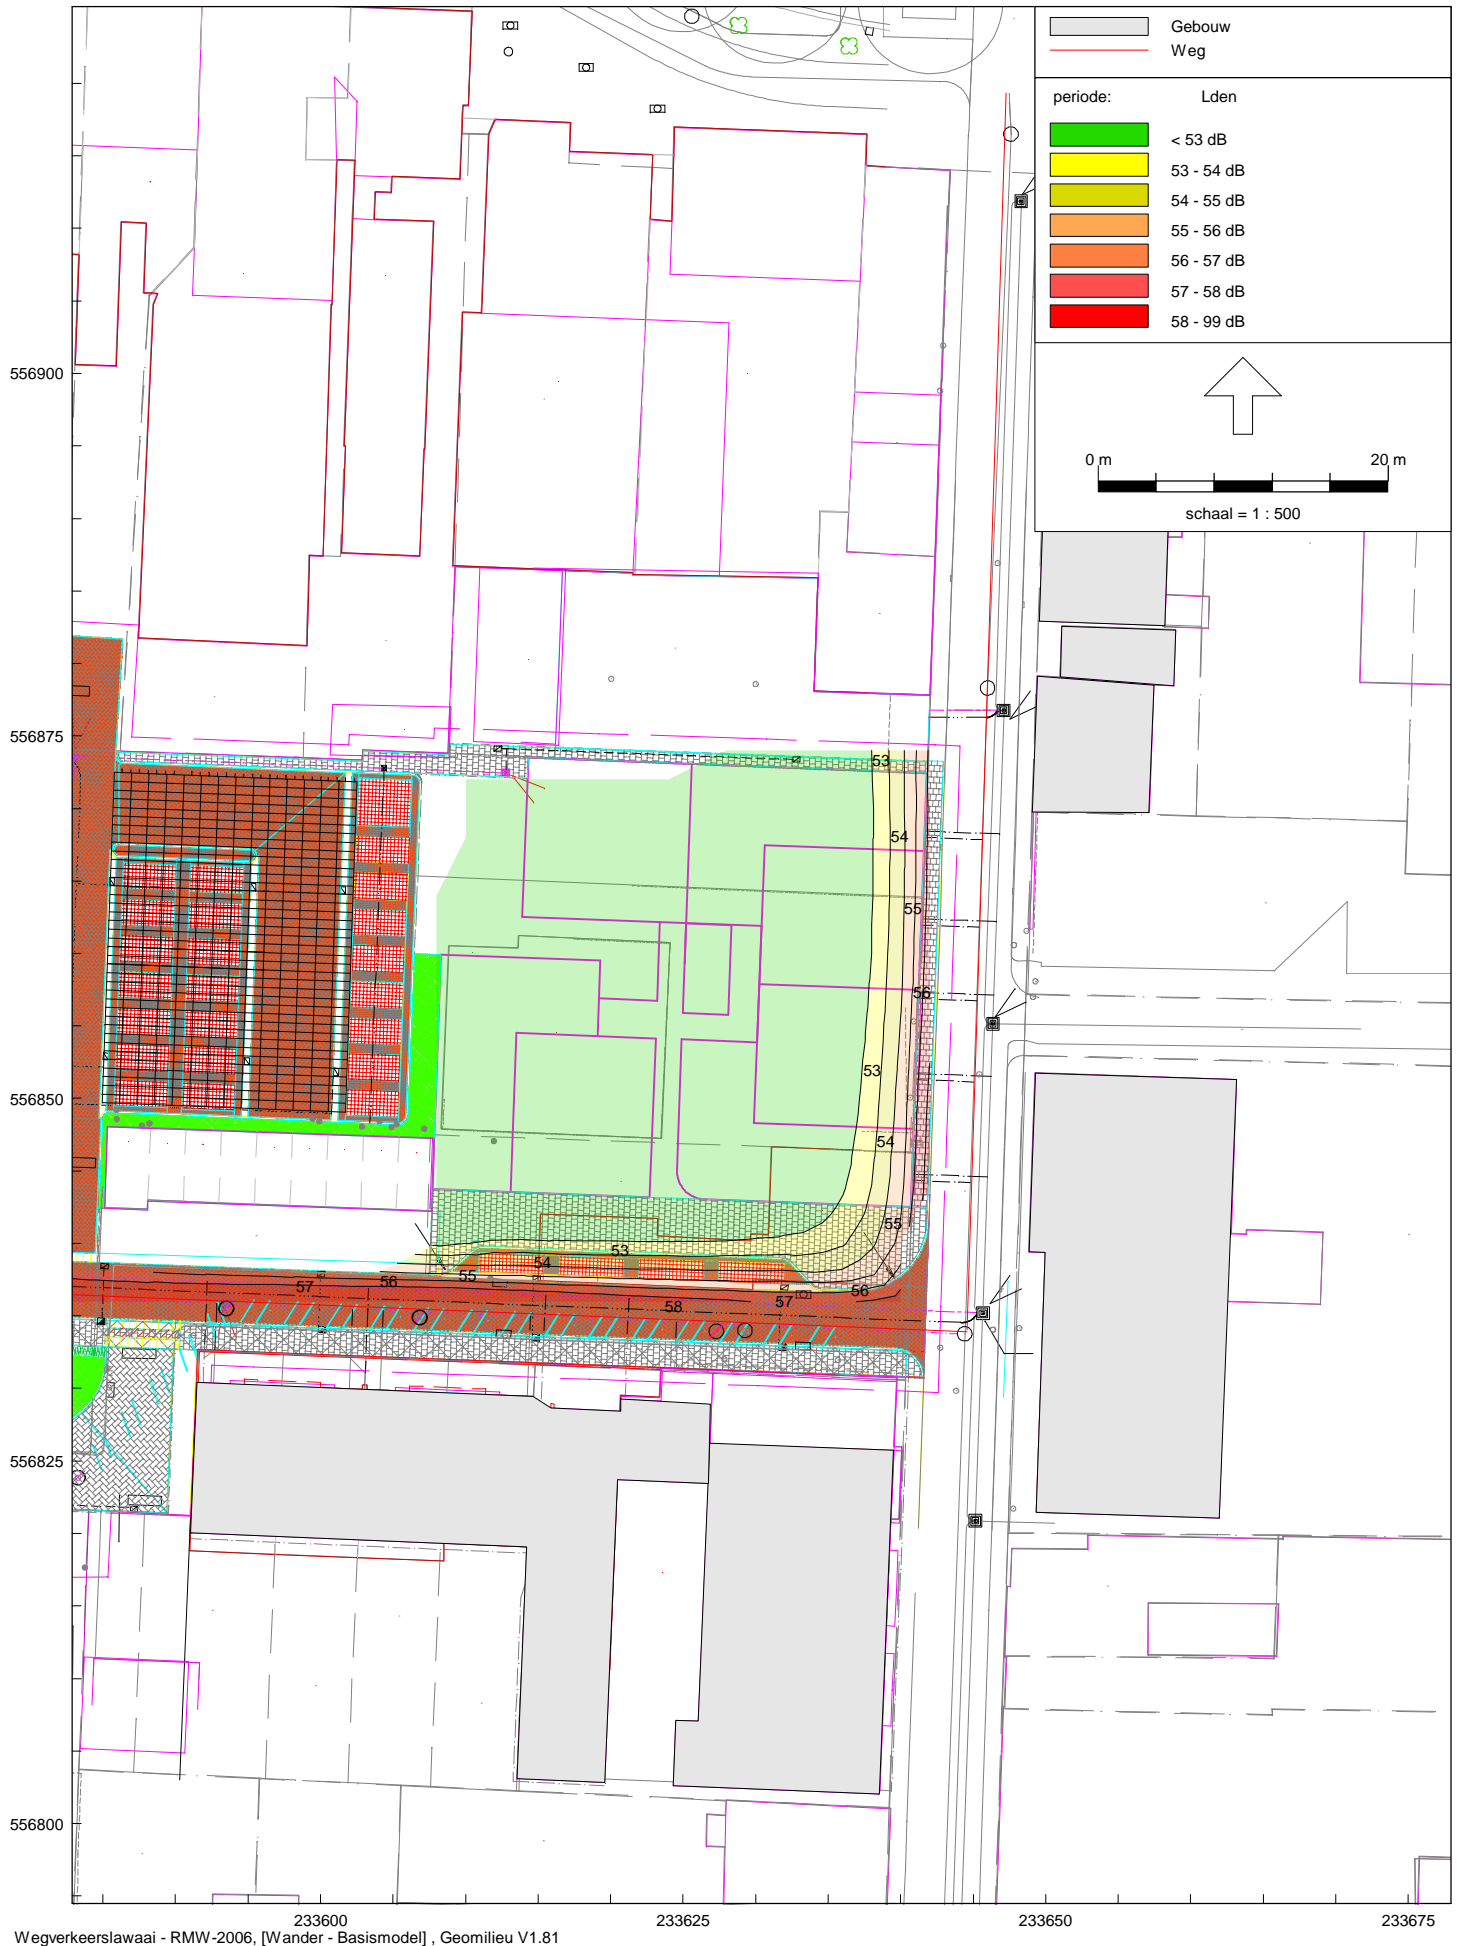 Gebouw
Weg
periode: Lden
< 53 dB
53 - 54 dB
54 - 55 dB
55 - 56 dB
56 - 57 dB
57 - 58 dB
58 - 99 dB
0 m 20 m
schaal = 1 : 500
556900
556875
556850
556825
556800
53
54
55
56
53
54
55
53
54
55
56
57
58
57
56
233600 233625 233650 233675
Wegverkeerslawaai - RMW-2006, [Wander - Basismodel] , Geomilieu V1.81